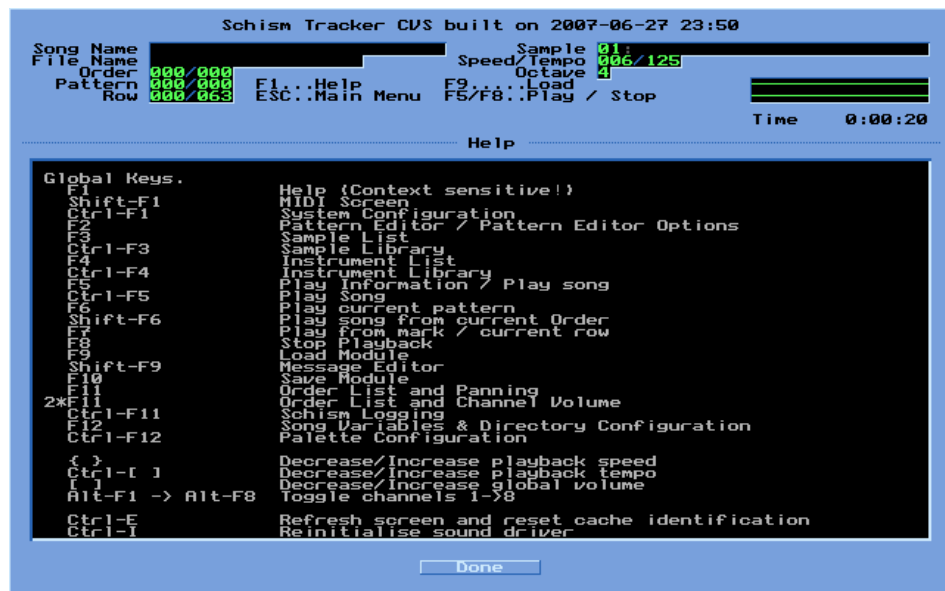 Schism Tracker CVS built on 2007-06-27 23:50
Song Name Sample 01:
File Name Speed/Tempo 006/125
Order 000/000 Octave 4
Pattern 000/000 F1...Help F9.....Load
Row 000/063 ESC..Main Menu F5/F8..Play / Stop
Time 0:00:20
Help
Global Keys.
F1 Help (Context sensitive!)
Shift-F1 MIDI Screen
Ctrl-F1 System Configuration
F2 Pattern Editor / Pattern Editor Options
F3 Sample List
Ctrl-F3 Sample Library
F4 Instrument List
Ctrl-F4 Instrument Library
F5 Play Information / Play song
Ctrl-F5 Play Song
F6 Play current pattern
Shift-F6 Play song from current Order
F7 Play from mark / current row
F8 Stop Playback
F9 Load Module
Shift-F9 Message Editor
F10 Save Module
F11 Order List and Panning
2*F11 Order List and Channel Volume
Ctrl-F11 Schism Logging
F12 Song Variables & Directory Configuration
Ctrl-F12 Palette Configuration
{ } Decrease/Increase playback speed
Ctrl-[ ] Decrease/Increase playback tempo
[ ] Decrease/Increase global volume
Alt-F1 -> Alt-F8 Toggle channels 1->8
Ctrl-E Refresh screen and reset cache identification
Ctrl-I Reinitialise sound driver
Done